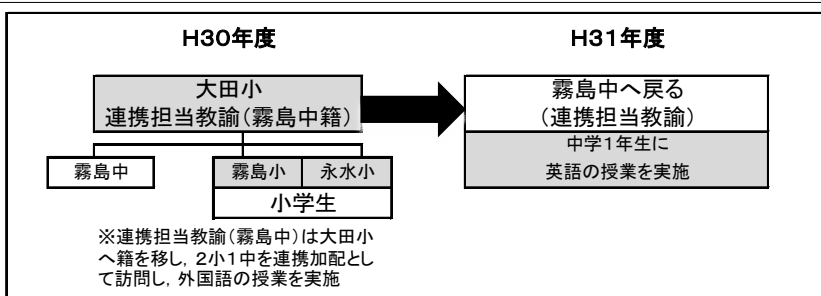 H30年度
H31年度
大田小
連携担当教諭(霧島中籍)
霧島中へ戻る
(連携担当教諭)
中学1年生に
英語の授業を実施
霧島中
霧島小
永水小
小学生
※連携担当教諭(霧島中)は大田小
へ籍を移し，2小1中を連携加配とし
て訪問し，外国語の授業を実施